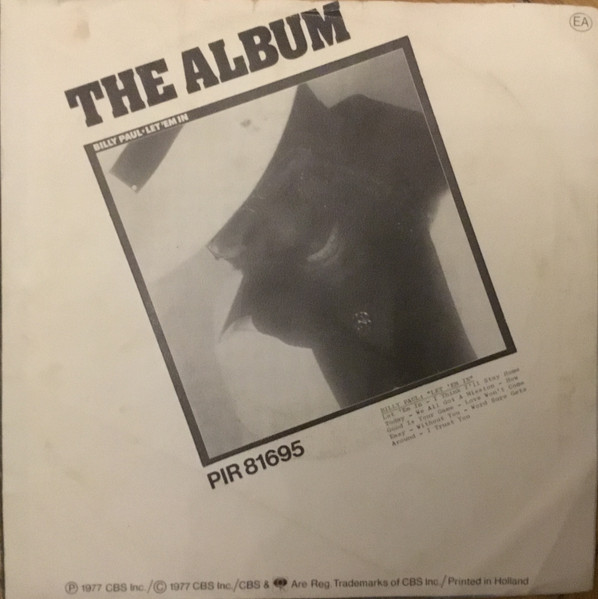 EA
THE ALBUM
BILLY PAUL • LET 'EM IN
BILLY PAUL: "LET 'EM IN"
Let 'Em In - I Think I'll Stay Home
Today - We All Got A Mission - How
Good Is Your Game - Love Won't Come
Easy - Without You - Word Sure Gets
Around - I Trust You
PIR 81695
Ⓟ 1977 CBS Inc./Ⓒ 1977 CBS Inc./CBS & Are Reg. Trademarks of CBS Inc./Printed in Holland